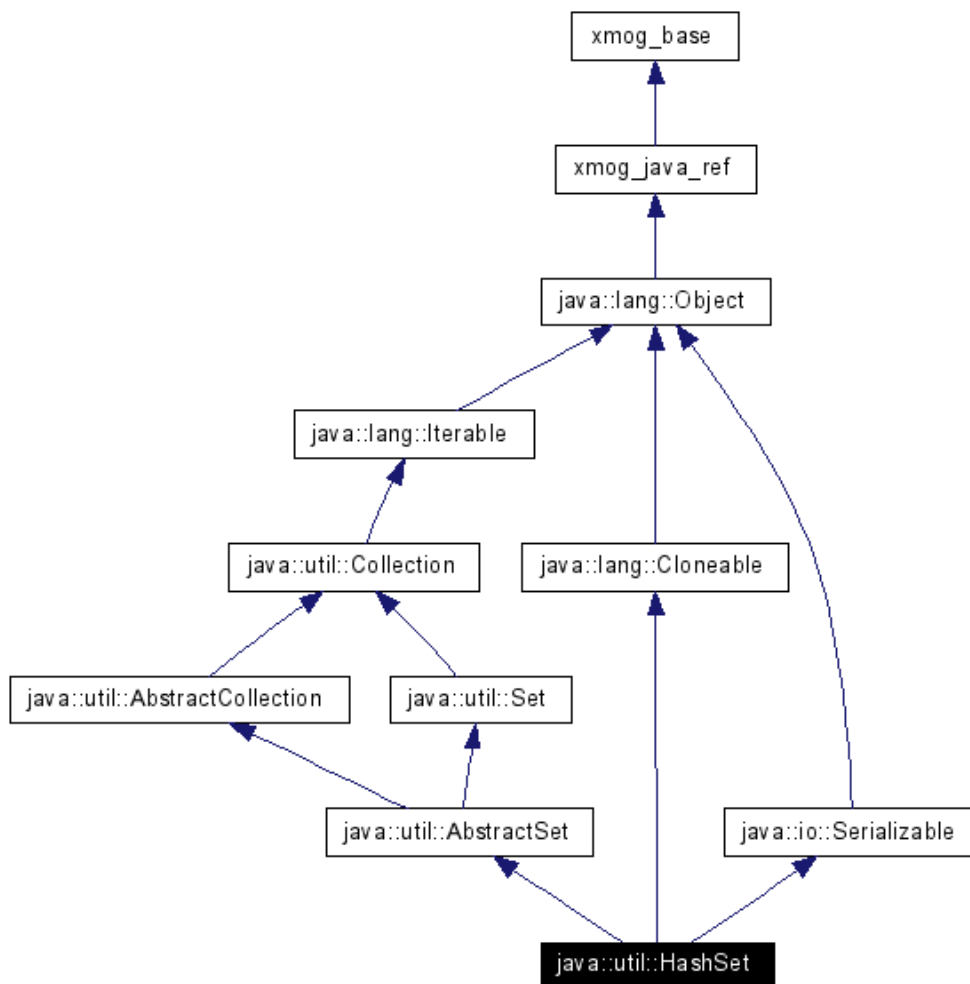 xmog_base
xmog_java_ref
java::lang::Object
java::lang::Iterable
java::util::Collection
java::lang::Cloneable
java::util::AbstractCollection
java::util::Set
java::util::AbstractSet
java::io::Serializable
java::util::HashSet